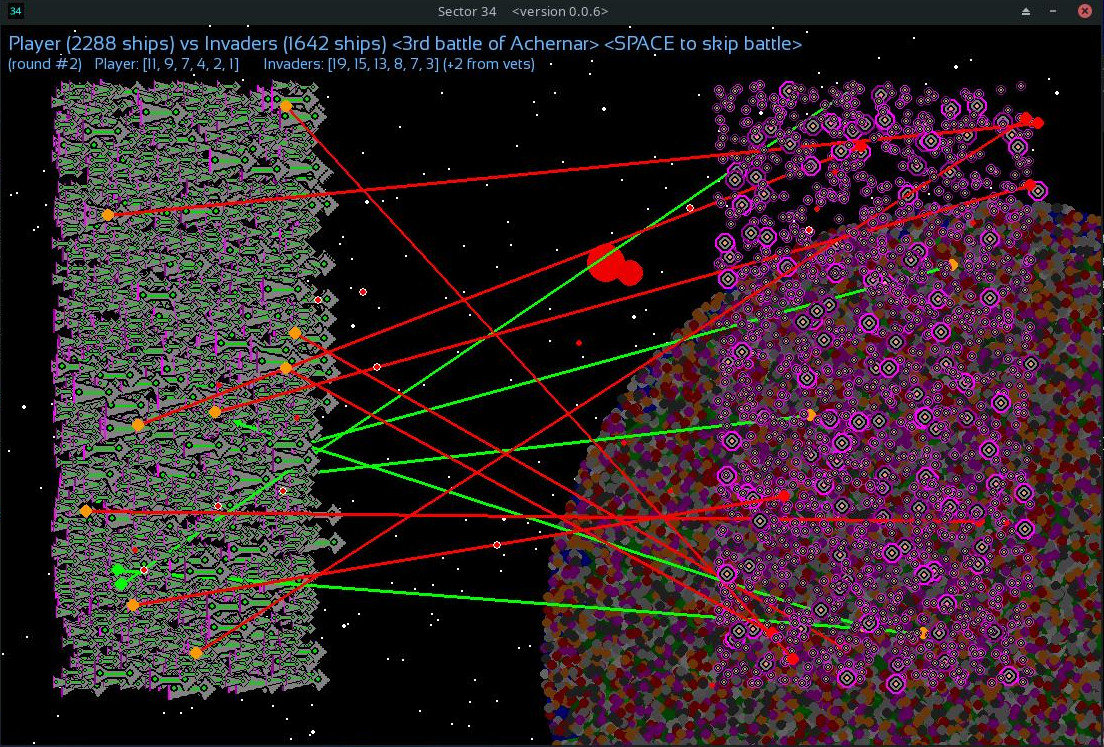 34
Sector 34 <version 0.0.6>
Player (2288 ships) vs Invaders (1642 ships) <3rd battle of Achernar> <SPACE to skip battle>
(round #2) Player: [11, 9, 7, 4, 2, 1] Invaders: [19, 15, 13, 8, 7, 3] (+2 from vets)